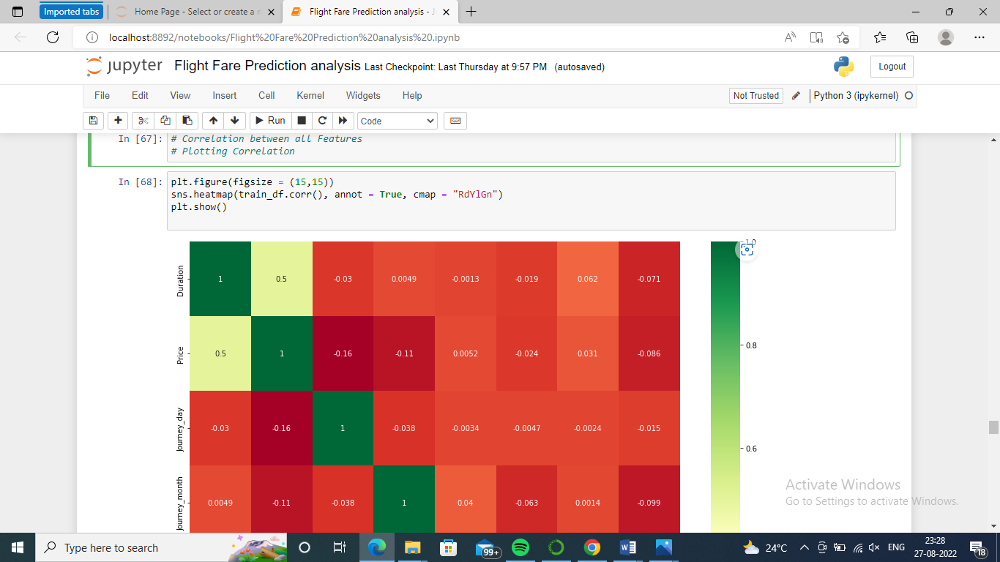 Imported tabs
Home Page - Select or create a n
Flight Fare Prediction analysis - J
localhost:8892/notebooks/Flight%20Fare%20Prediction%20analysis%20.ipynb
jupyter Flight Fare Prediction analysis Last Checkpoint: Last Thursday at 9:57 PM (autosaved)
Logout
File Edit View Insert Cell Kernel Widgets Help
Not Trusted
Python 3 (ipykernel)
Run
Code
In [67]: # Correlation between all Features
# Plotting Correlation
In [68]: plt.figure(figsize = (15,15))
sns.heatmap(train_df.corr(), annot = True, cmap = "RdYlGn")
plt.show()
1.0
Duration 1 0.5 -0.03 0.0049 -0.0013 -0.019 0.062 -0.071
0.8
Price 0.5 1 -0.16 -0.11 0.0052 -0.024 0.031 -0.086
Journey_day -0.03 -0.16 1 -0.038 -0.0034 -0.0047 -0.0024 -0.015
0.6
Journey_month 0.0049 -0.11 -0.038 1 0.04 -0.063 0.0014 -0.099
Activate Windows
Go to Settings to activate Windows.
Type here to search
99+
24°C
ENG
23:28
27-08-2022
18